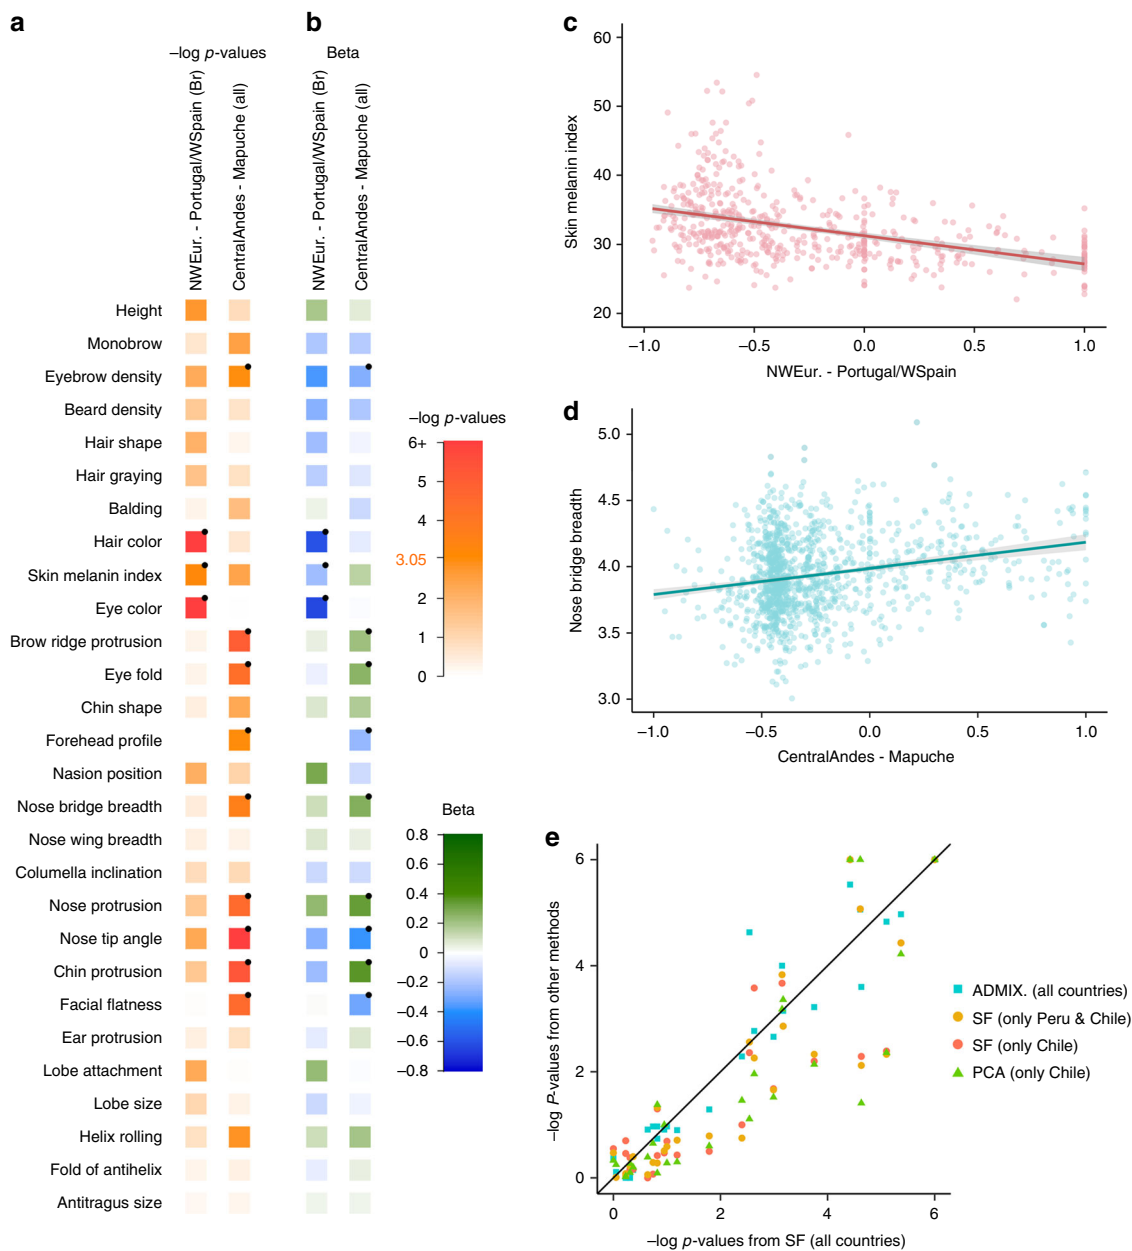 a
b
–log p-values
Beta
NWEur. - Portugal/WSpain (Br)
CentralAndes - Mapuche (all)
NWEur. - Portugal/WSpain (Br)
CentralAndes - Mapuche (all)
Height
Monobrow
Eyebrow density
Beard density
Hair shape
Hair graying
Balding
Hair color
Skin melanin index
Eye color
Brow ridge protrusion
Eye fold
Chin shape
Forehead profile
Nasion position
Nose bridge breadth
Nose wing breadth
Columella inclination
Nose protrusion
Nose tip angle
Chin protrusion
Facial flatness
Ear protrusion
Lobe attachment
Lobe size
Helix rolling
Fold of antihelix
Antitragus size
–log p-values
6+
5
4
3.05
2
1
0
Beta
0.8
0.6
0.4
0.2
0
–0.2
–0.4
–0.6
–0.8
c
Skin melanin index
60
50
40
30
20
–1.0 –0.5 0.0 0.5 1.0
NWEur. - Portugal/WSpain
d
Nose bridge breadth
5.0
4.5
4.0
3.5
3.0
–1.0 –0.5 0.0 0.5 1.0
CentralAndes - Mapuche
e
–log P-values from other methods
6
4
2
0
0 2 4 6
–log p-values from SF (all countries)
ADMIX. (all countries)
SF (only Peru & Chile)
SF (only Chile)
PCA (only Chile)